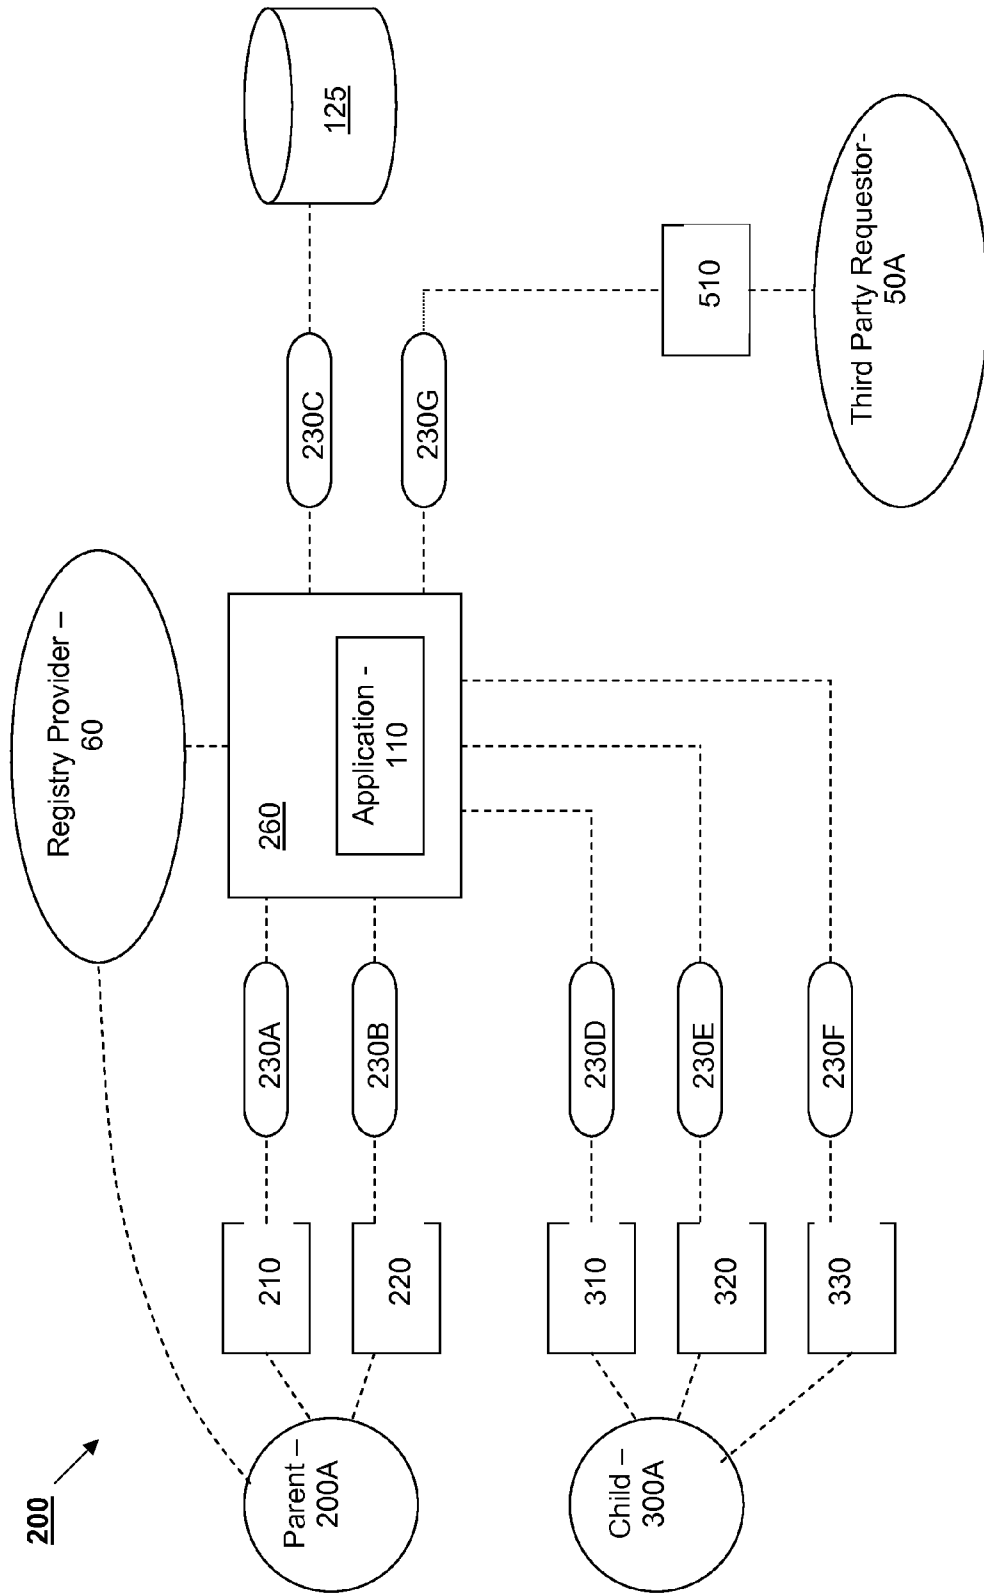 200
Registry Provider –
60
Parent –
200A
210
220
230A
230B
260
Application -
110
230C
230G
125
Child –
300A
310
320
330
230D
230E
230F
510
Third Party Requestor-
50A